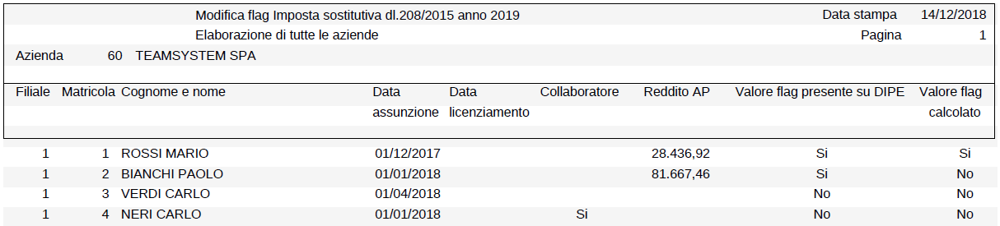 Modifica flag Imposta sostitutiva dl.208/2015 anno 2019 Data stampa 14/12/2018
Elaborazione di tutte le aziende Pagina 1
Azienda 60 TEAMSYSTEM SPA
Filiale Matricola Cognome e nome Data Data Collaboratore Reddito AP Valore flag presente su DIPE Valore flag
assunzione licenziamento calcolato
1 1 ROSSI MARIO 01/12/2017 28.436,92 Si Si
1 2 BIANCHI PAOLO 01/01/2018 81.667,46 Si No
1 3 VERDI CARLO 01/04/2018 No No
1 4 NERI CARLO 01/01/2018 Si No No